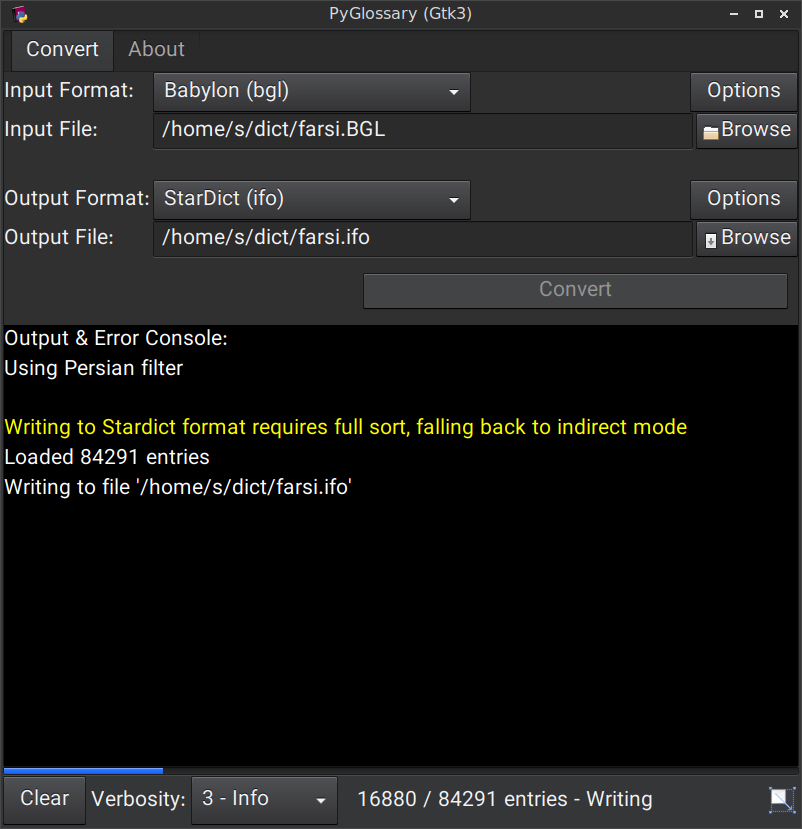 PyGlossary (Gtk3)
Convert About
Input Format: Babylon (bgl) Options
Input File: /home/s/dict/farsi.BGL Browse
Output Format: StarDict (ifo) Options
Output File: /home/s/dict/farsi.ifo Browse
Convert
Output & Error Console:
Using Persian filter
Writing to Stardict format requires full sort, falling back to indirect mode
Loaded 84291 entries
Writing to file '/home/s/dict/farsi.ifo'
Clear Verbosity: 3 - Info 16880 / 84291 entries - Writing